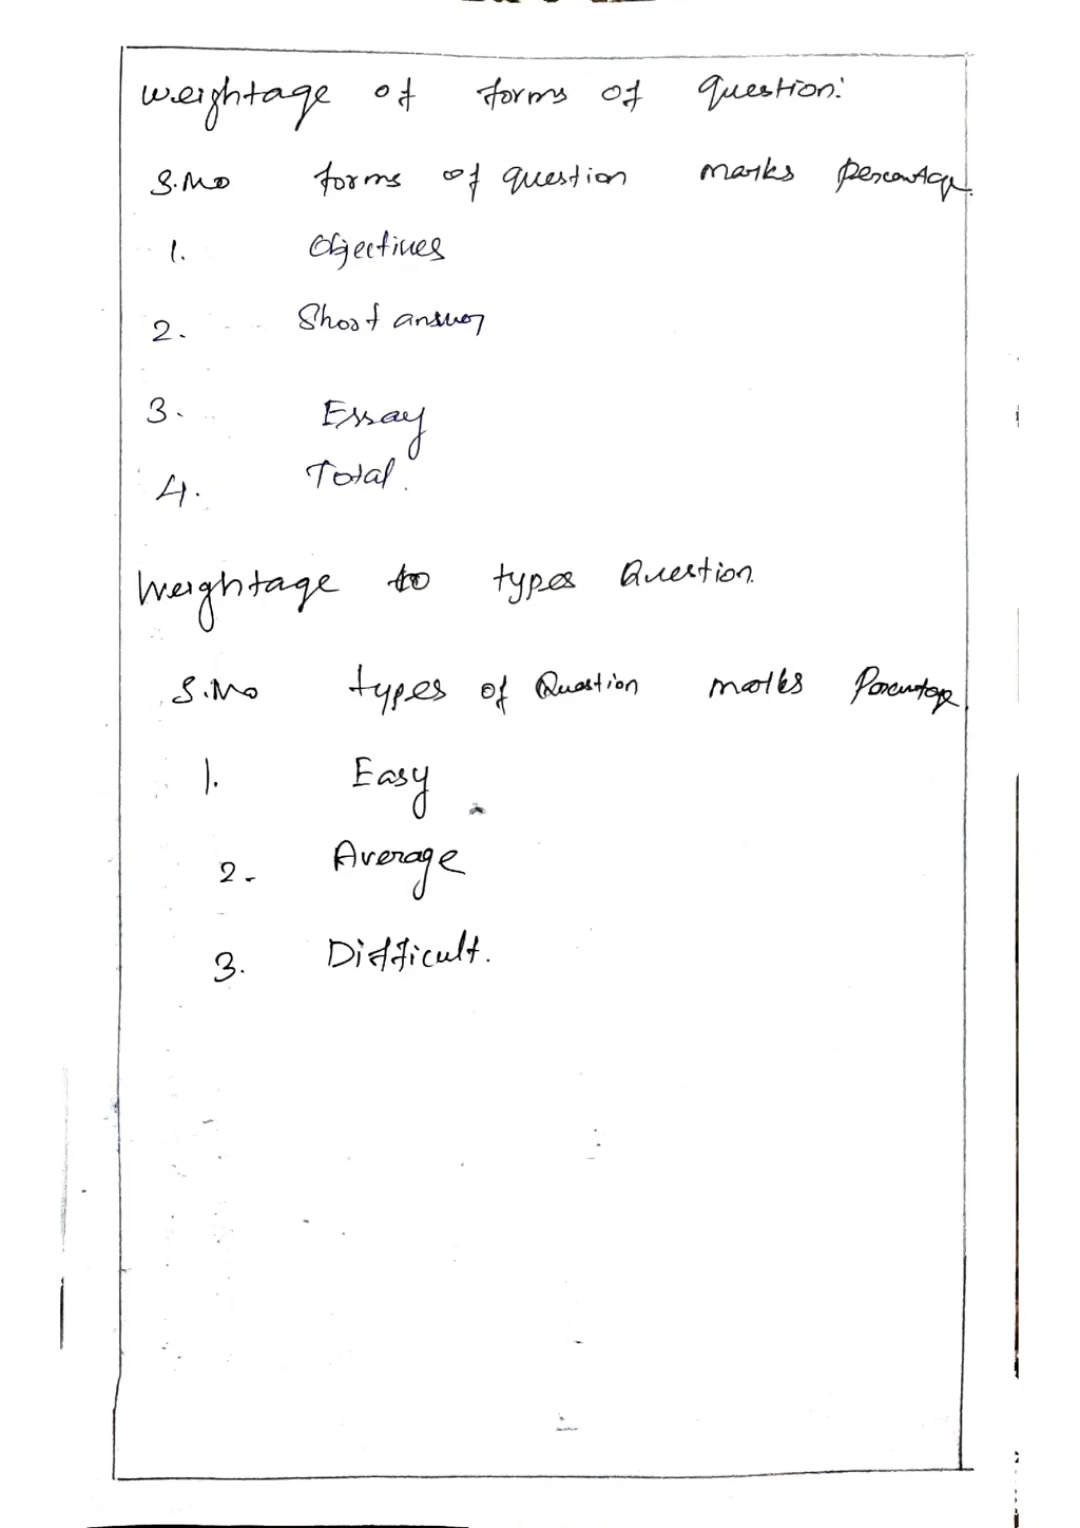 Weightage of forms of question:
S.No forms of question marks percentage
1. Objectives
2. Short answer
3. Essay
4. Total.
Weightage to types Question.
S.No types of Question marks Percentage
1. Easy
2. Average
3. Difficult.